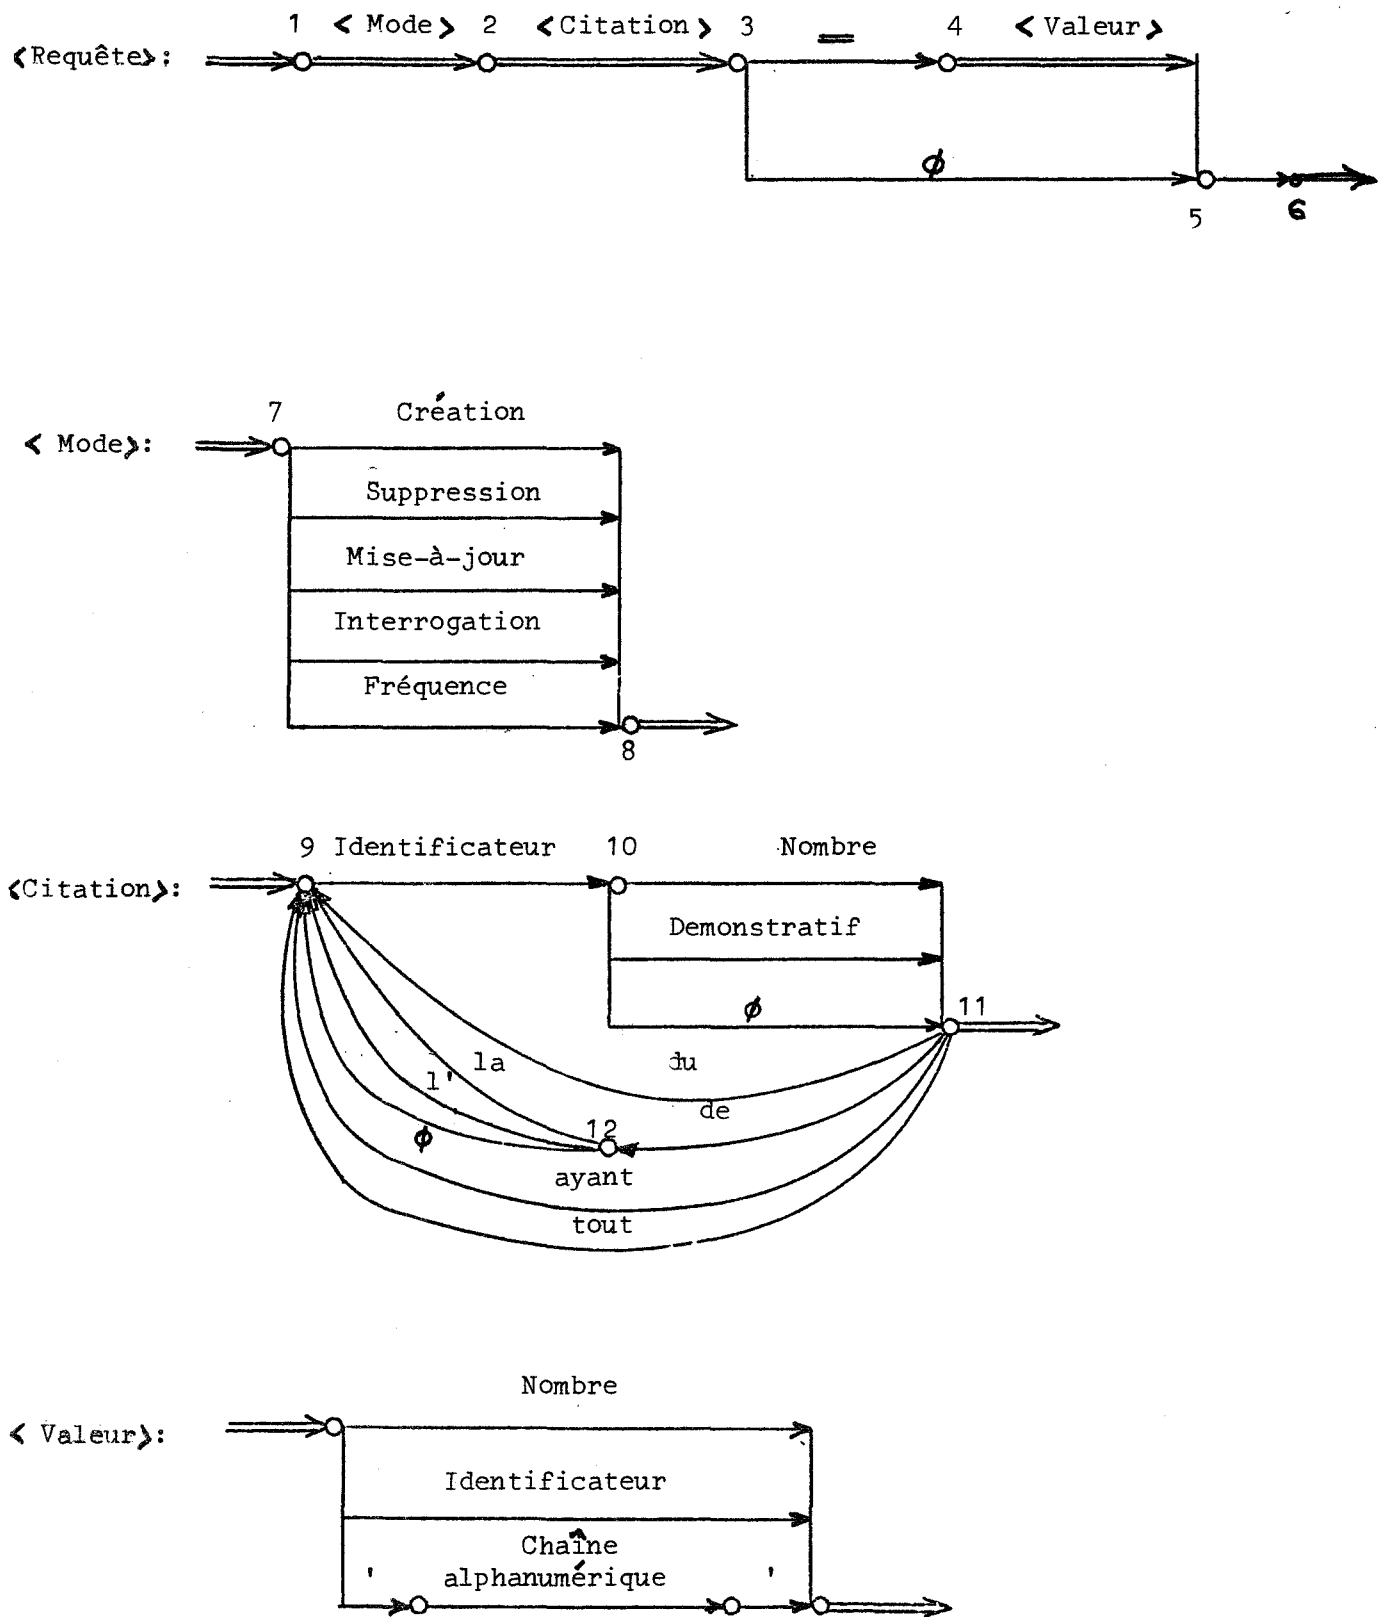 1 < Mode > 2 <Citation> 3 = 4 < Valeur >
<Requête>:
ϕ
5 6
7 Création
< Mode>:
Suppression
Mise-à-jour
Interrogation
Fréquence
8
9 Identificateur 10 Nombre
<Citation>:
Demonstratif
ϕ 11
la du
l'
de
12
ϕ
ayant
tout
Nombre
< Valeur>:
Identificateur
Chaîne
' alphanumérique '